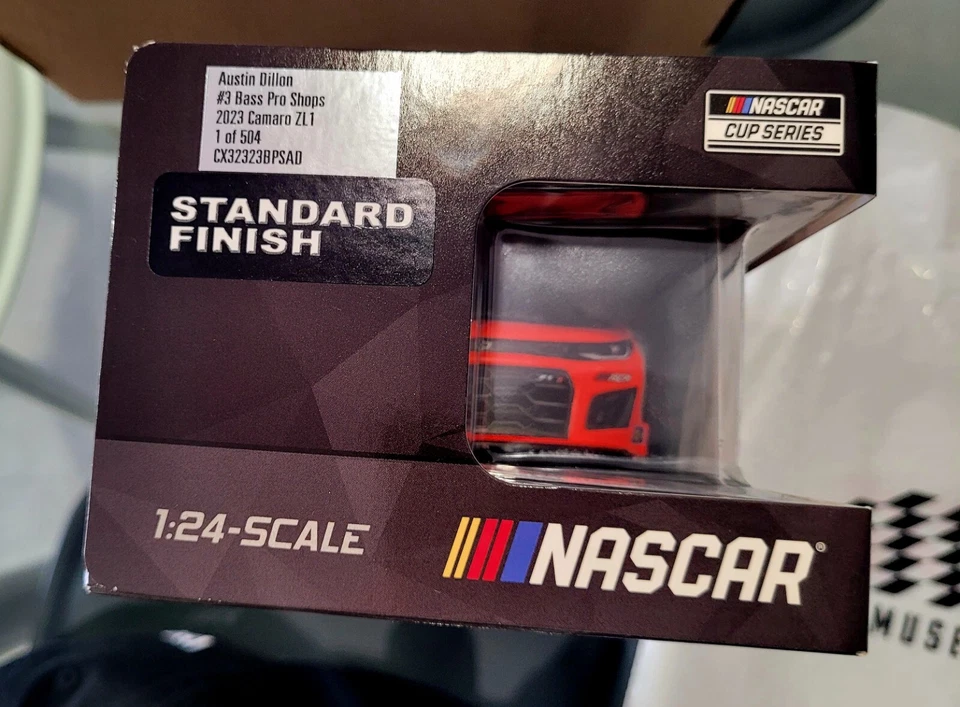 Austin Dillon
#3 Bass Pro Shops
2023 Camaro ZL1
1 of 504
CX32323BPSAD
NASCAR
CUP SERIES
STANDARD
FINISH
1:24-SCALE
NASCAR®
MUSE